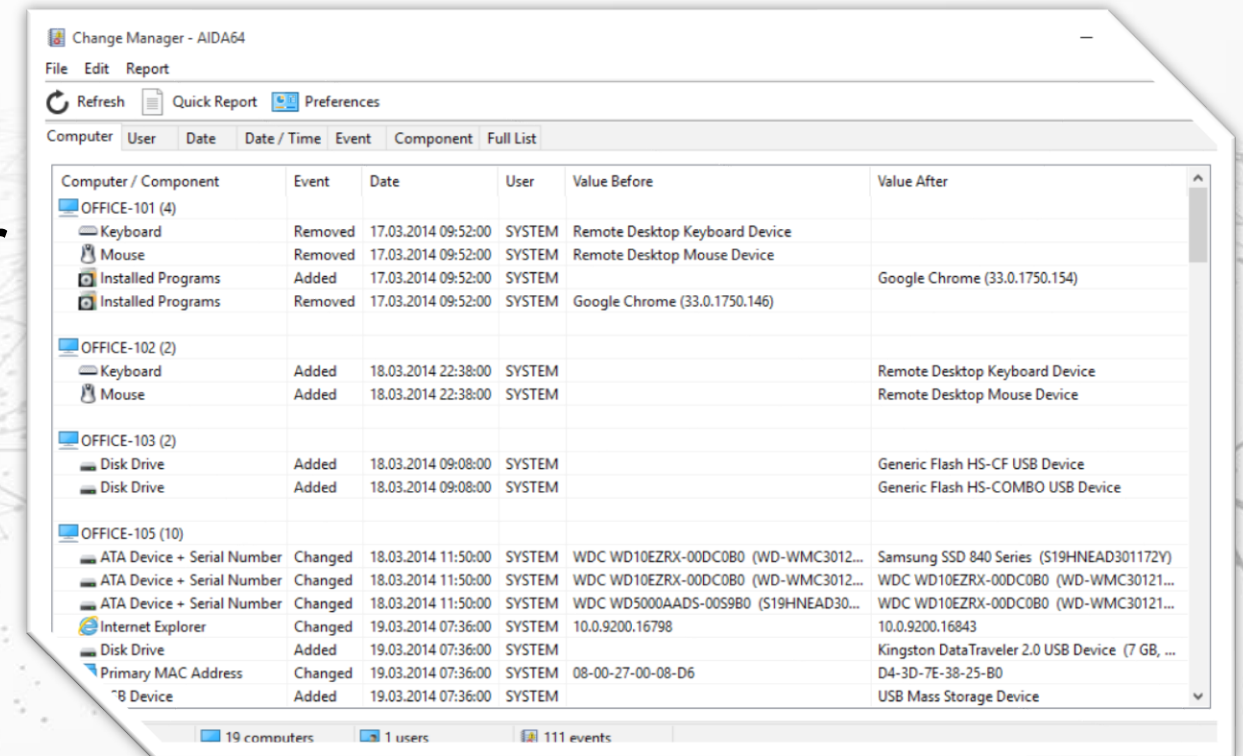 Change Manager - AIDA64
File Edit Report
Refresh Quick Report Preferences
Computer User Date Date / Time Event Component Full List
Computer / Component Event Date User Value Before Value After
OFFICE-101 (4)
Keyboard Removed 17.03.2014 09:52:00 SYSTEM Remote Desktop Keyboard Device
Mouse Removed 17.03.2014 09:52:00 SYSTEM Remote Desktop Mouse Device
Installed Programs Added 17.03.2014 09:52:00 SYSTEM Google Chrome (33.0.1750.154)
Installed Programs Removed 17.03.2014 09:52:00 SYSTEM Google Chrome (33.0.1750.146)
OFFICE-102 (2)
Keyboard Added 18.03.2014 22:38:00 SYSTEM Remote Desktop Keyboard Device
Mouse Added 18.03.2014 22:38:00 SYSTEM Remote Desktop Mouse Device
OFFICE-103 (2)
Disk Drive Added 18.03.2014 09:08:00 SYSTEM Generic Flash HS-CF USB Device
Disk Drive Added 18.03.2014 09:08:00 SYSTEM Generic Flash HS-COMBO USB Device
OFFICE-105 (10)
ATA Device + Serial Number Changed 18.03.2014 11:50:00 SYSTEM WDC WD10EZRX-00DC0B0 (WD-WMC3012... Samsung SSD 840 Series (S19HNEAD301172Y)
ATA Device + Serial Number Changed 18.03.2014 11:50:00 SYSTEM WDC WD10EZRX-00DC0B0 (WD-WMC3012... WDC WD10EZRX-00DC0B0 (WD-WMC30121...
ATA Device + Serial Number Changed 18.03.2014 11:50:00 SYSTEM WDC WD5000AADS-00S9B0 (S19HNEAD30... WDC WD10EZRX-00DC0B0 (WD-WMC30121...
Internet Explorer Changed 19.03.2014 07:36:00 SYSTEM 10.0.9200.16798 10.0.9200.16843
Disk Drive Added 19.03.2014 07:36:00 SYSTEM Kingston DataTraveler 2.0 USB Device (7 GB, ...
Primary MAC Address Changed 19.03.2014 07:36:00 SYSTEM 08-00-27-00-08-D6 D4-3D-7E-38-25-B0
Device Added 19.03.2014 07:36:00 SYSTEM USB Mass Storage Device
19 computers 1 users 111 events